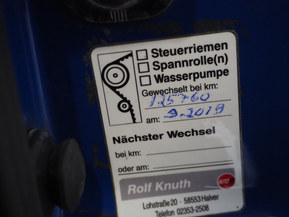 Steuerriemen
Spannrolle(n)
Wasserpumpe
Gewechselt bei km:
125760
am: 9.2019
Nächster Wechsel
bei km:
oder am:
Rolf Knuth
Lohstraße 20 · 58553 Halver
Telefon 02353-2508